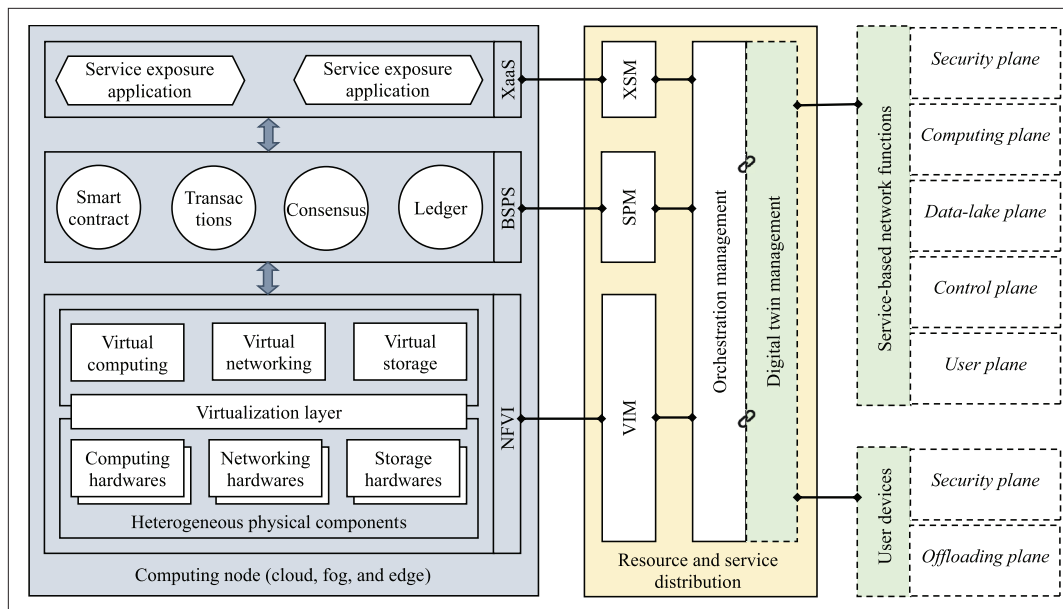 Service exposure
application
Service exposure
application
XaaS
Smart
contract
Transac
tions
Consensus
Ledger
BSPS
Virtual
computing
Virtual
networking
Virtual
storage
Virtualization layer
Computing
hardwares
Networking
hardwares
Storage
hardwares
Heterogeneous physical components
NFVI
Computing node (cloud, fog, and edge)
XSM
SPM
VIM
Orchestration management
Digital twin management
Resource and service
distribution
Service-based network functions
Security plane
Computing plane
Data-lake plane
Control plane
User plane
User devices
Security plane
Offloading plane